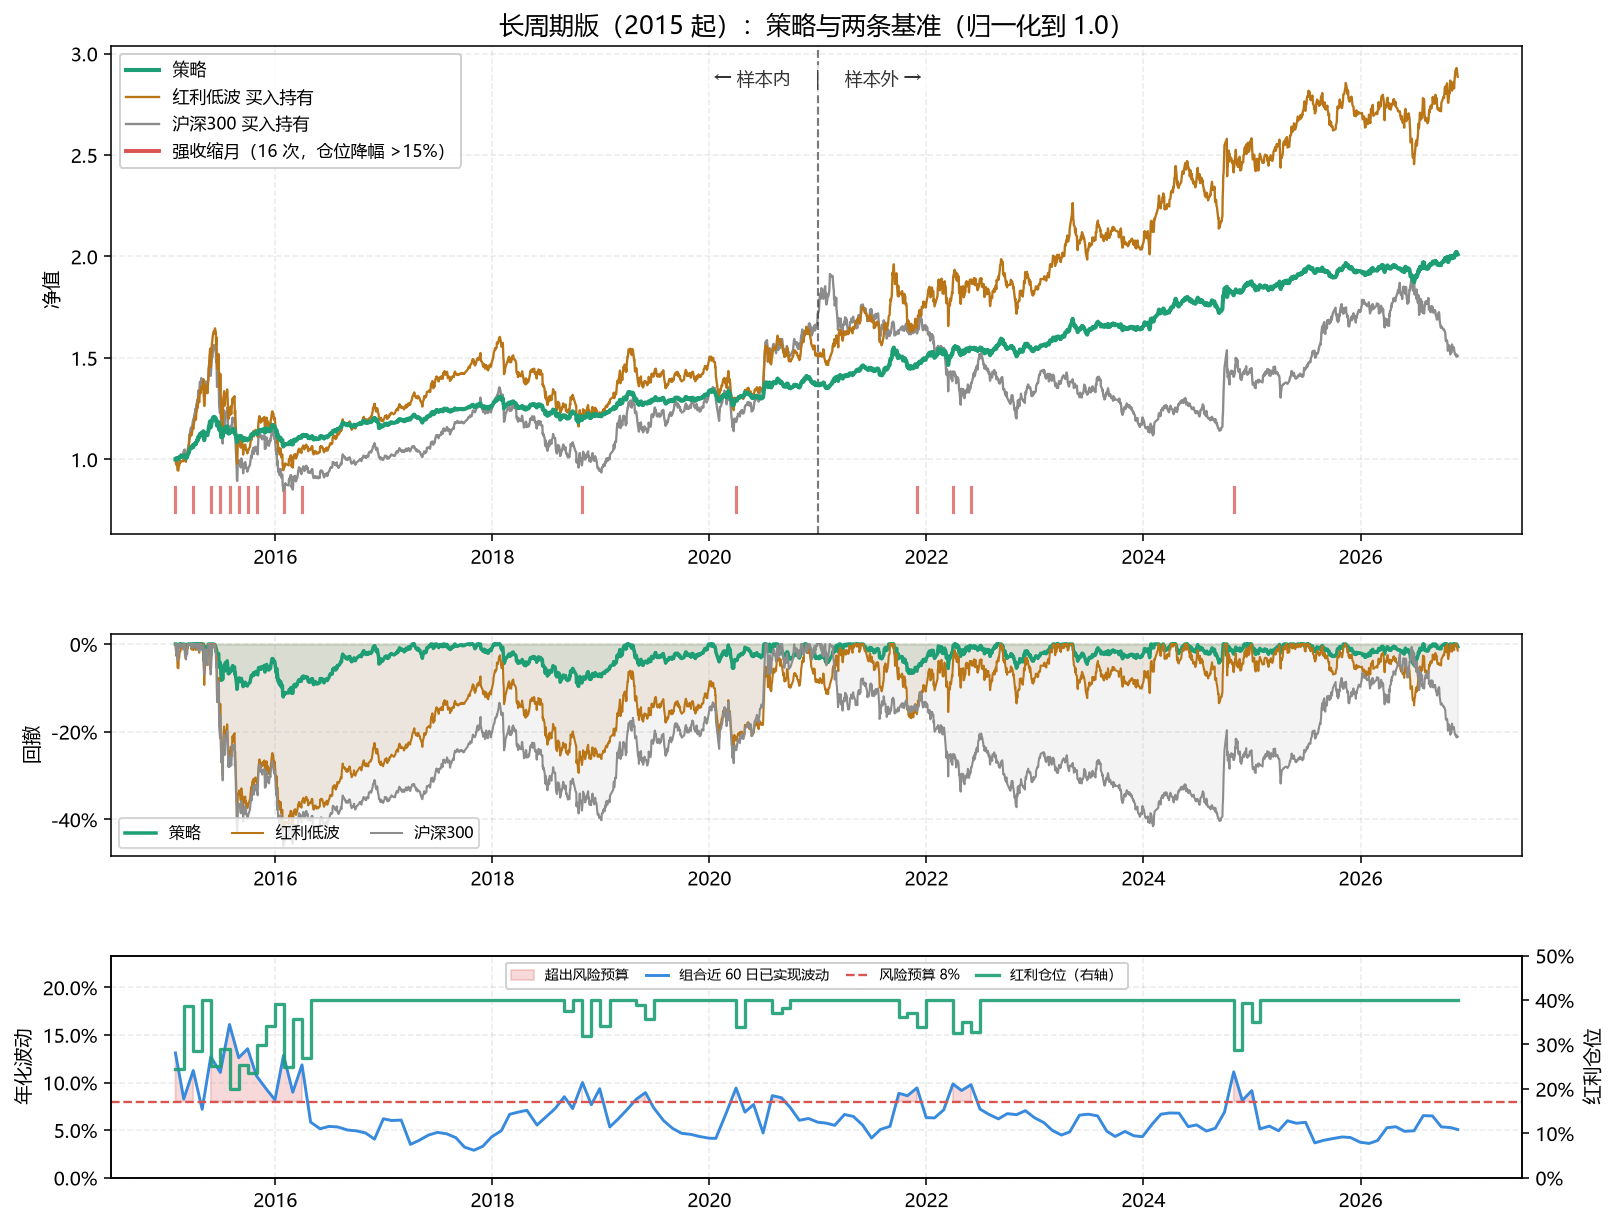 长周期版（2015 起）：策略与两条基准（归一化到 1.0）
净值
3.0
2.5
2.0
1.5
1.0
策略
红利低波 买入持有
沪深300 买入持有
强收缩月（16 次，仓位降幅 >15%）
← 样本内 | 样本外 →
2016 2018 2020 2022 2024 2026
回撤
0%
-20%
-40%
策略 红利低波 沪深300
2016 2018 2020 2022 2024 2026
年化波动
20.0%
15.0%
10.0%
5.0%
0.0%
超出风险预算 组合近 60 日已实现波动 风险预算 8% 红利仓位（右轴）
50%
40%
30%
20%
10%
0%
红利仓位
2016 2018 2020 2022 2024 2026